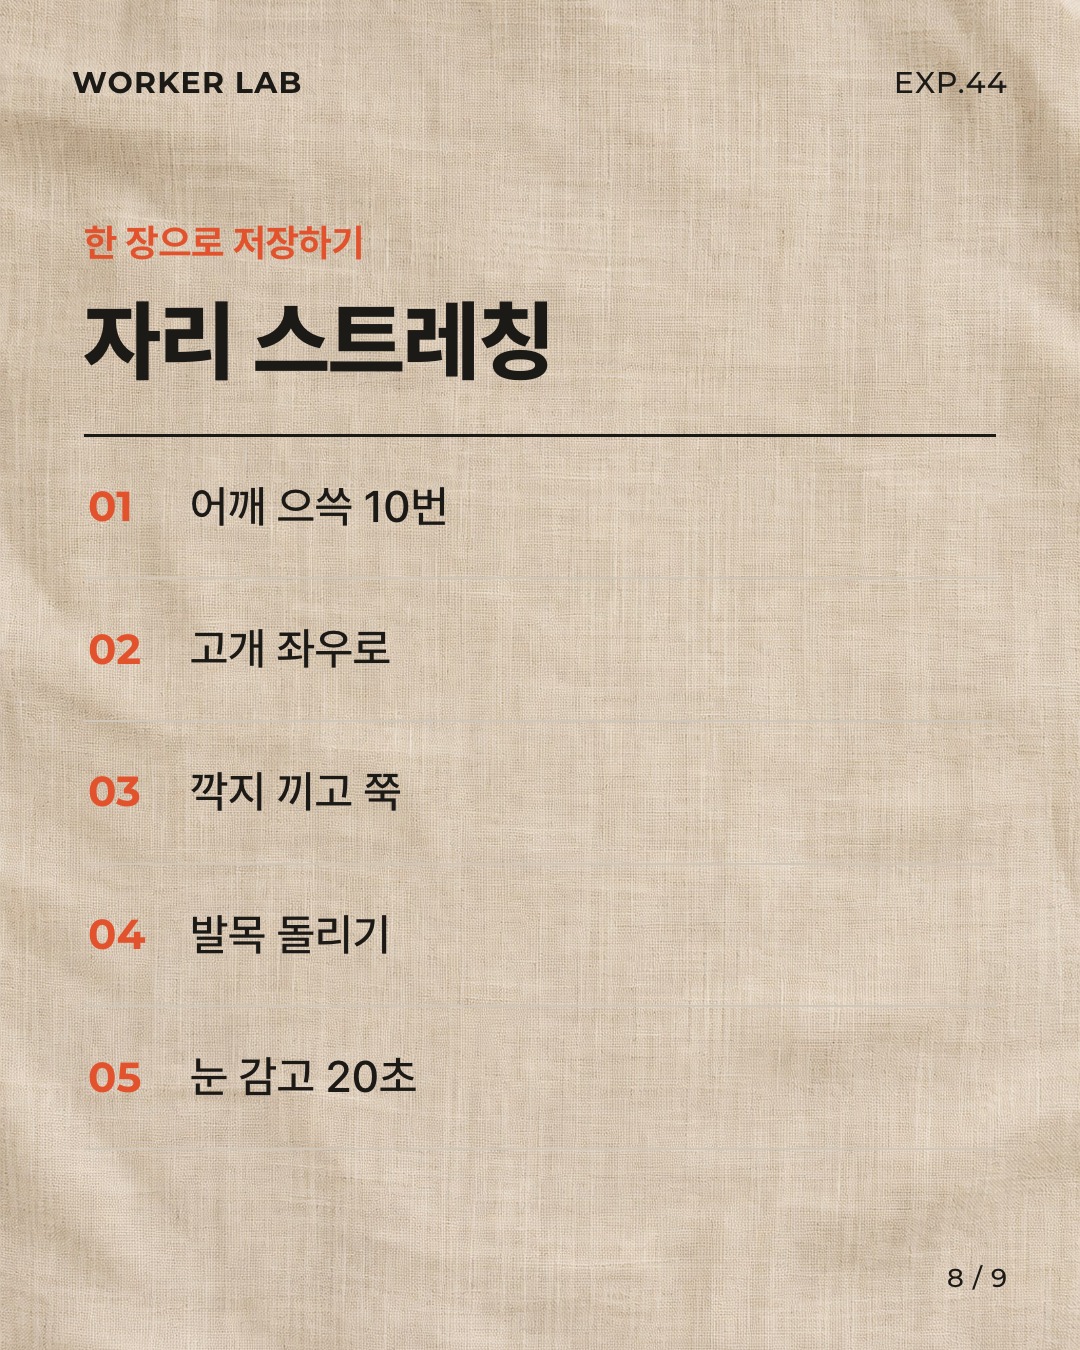 WORKER LAB
EXP.44
한 장으로 저장하기
자리 스트레칭
01 어깨 으쓱 10번
02 고개 좌우로
03 깍지 끼고 쭉
04 발목 돌리기
05 눈 감고 20초
8 / 9